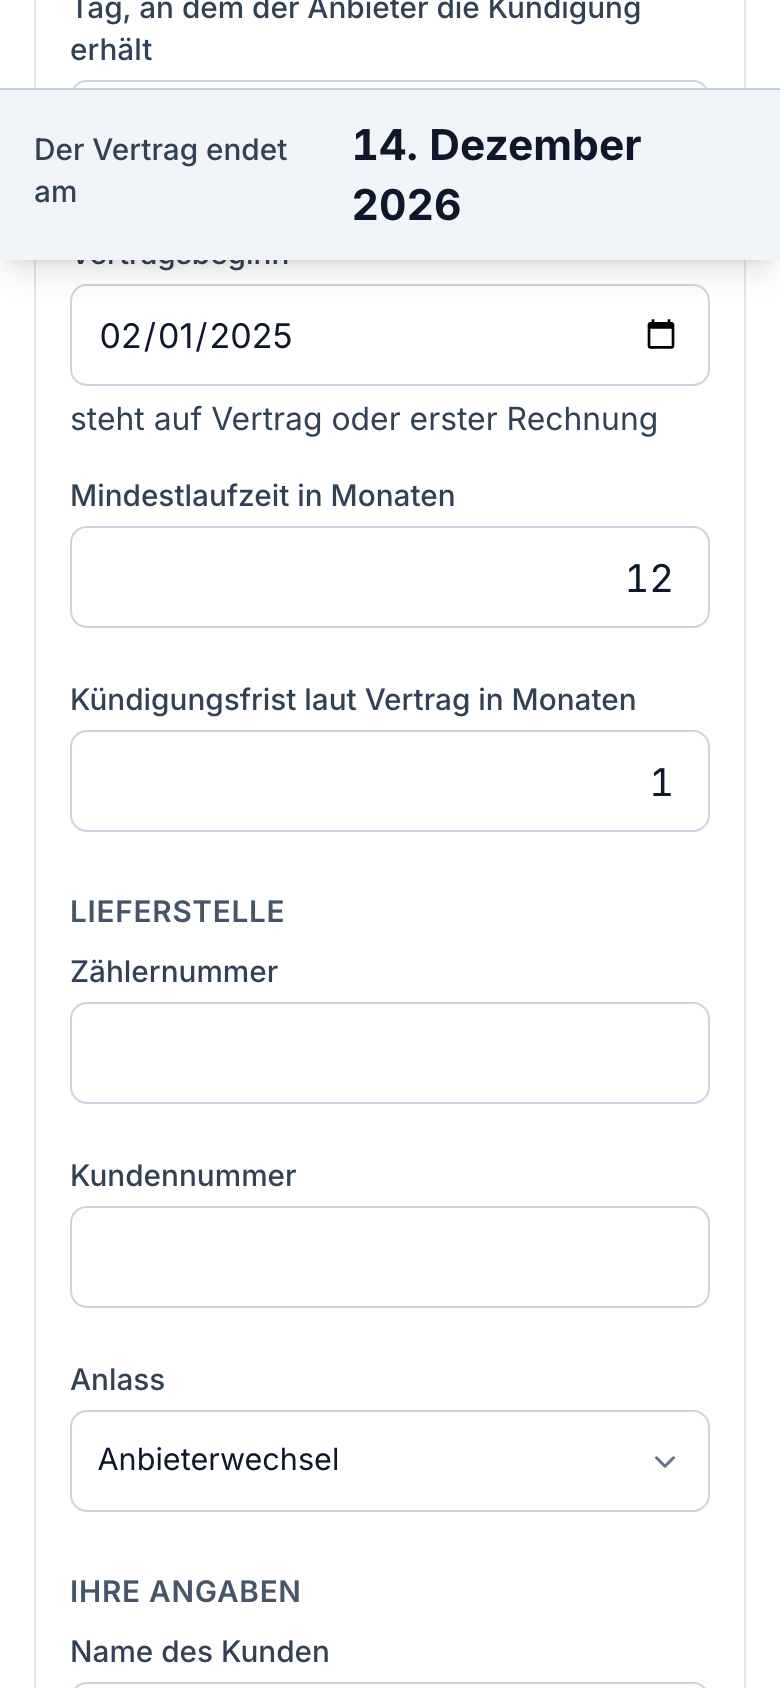 Tag, an dem der Anbieter die Kündigung
erhält
Der Vertrag endet
am
14. Dezember
2026
Vertragsbeginn
02/01/2025
steht auf Vertrag oder erster Rechnung
Mindestlaufzeit in Monaten
12
Kündigungsfrist laut Vertrag in Monaten
1
LIEFERSTELLE
Zählernummer
Kundennummer
Anlass
Anbieterwechsel
IHRE ANGABEN
Name des Kunden